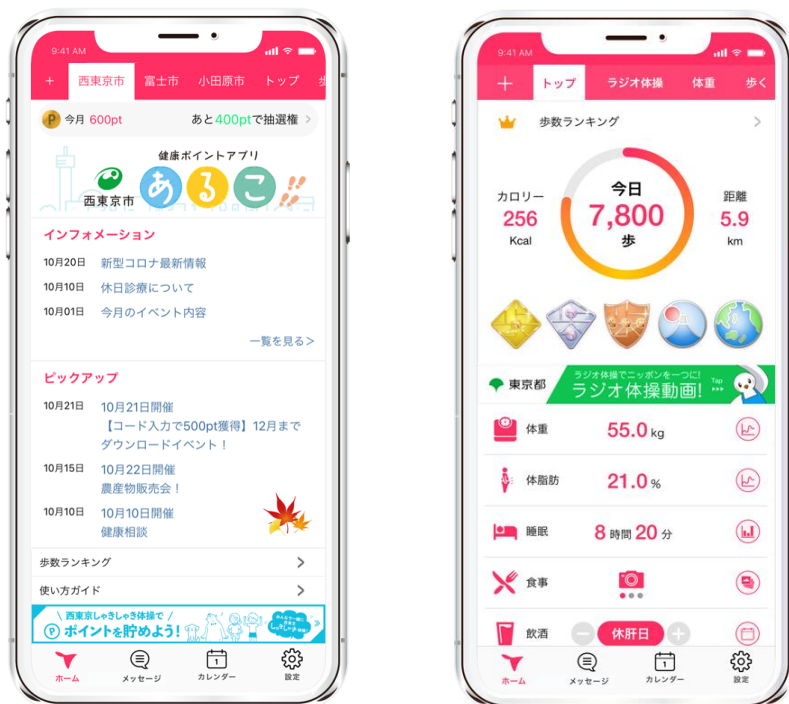 9:41 AM
+ 西東京市 富士市 小田原市 トップ 歩
P 今月 600pt あと400ptで抽選権 >
健康ポイントアプリ
西東京市 あるこ
インフォメーション
10月20日 新型コロナ最新情報
10月10日 休日診療について
10月01日 今月のイベント内容
一覧を見る>
ピックアップ
10月21日 10月21日開催
【コード入力で500pt獲得】12月まで
ダウンロードイベント！
10月15日 10月22日開催
農産物販売会！
10月10日 10月10日開催
健康相談
歩数ランキング >
使い方ガイド >
\ 西東京しゃきしゃき体操で /
P ポイントを貯めよう!
ホーム メッセージ 1 カレンダー 設定
9:41 AM
+ トップ ラジオ体操 体重 歩く
歩数ランキング >
カロリー 256 Kcal
今日 7,800 歩
距離 5.9 km
東京都
ラジオ体操でニッポンを一つに!
ラジオ体操動画!
Tap
体重 55.0 kg
体脂肪 21.0 %
睡眠 8 時間 20 分
食事
飲酒 − 休肝日 +
ホーム メッセージ 1 カレンダー 設定